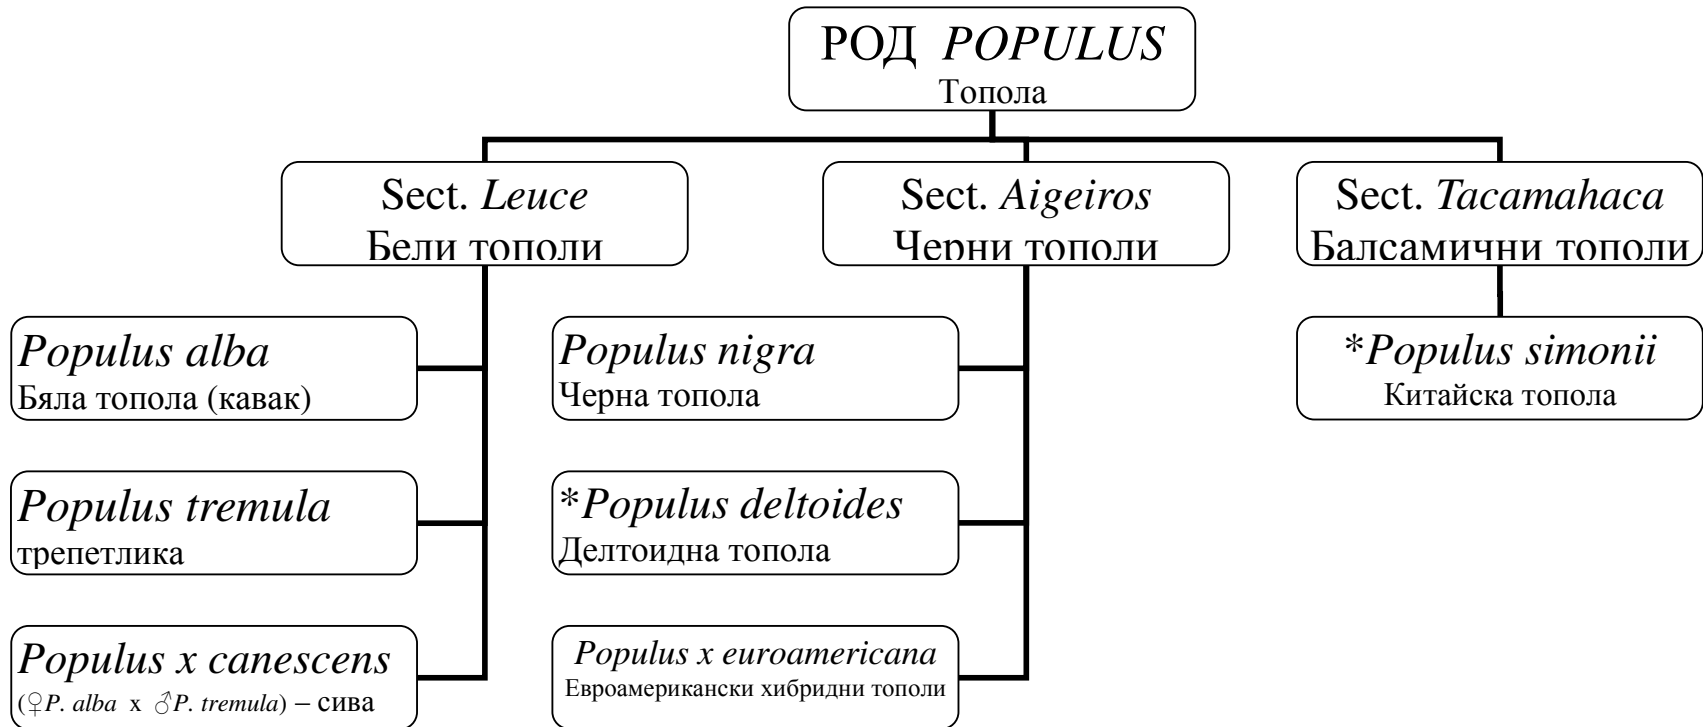 РОД POPULUS
Топола
Sect. Leuce
Бели тополи
Sect. Aigeiros
Черни тополи
Sect. Tacamahaca
Балсамични тополи
Populus alba
Бяла топола (кавак)
Populus tremula
трепетлика
Populus x canescens
(♀P. alba x ♂P. tremula) – сива
Populus nigra
Черна топола
*Populus deltoides
Делтоидна топола
Populus x euroamericana
Евроамерикански хибридни тополи
*Populus simonii
Китайска топола